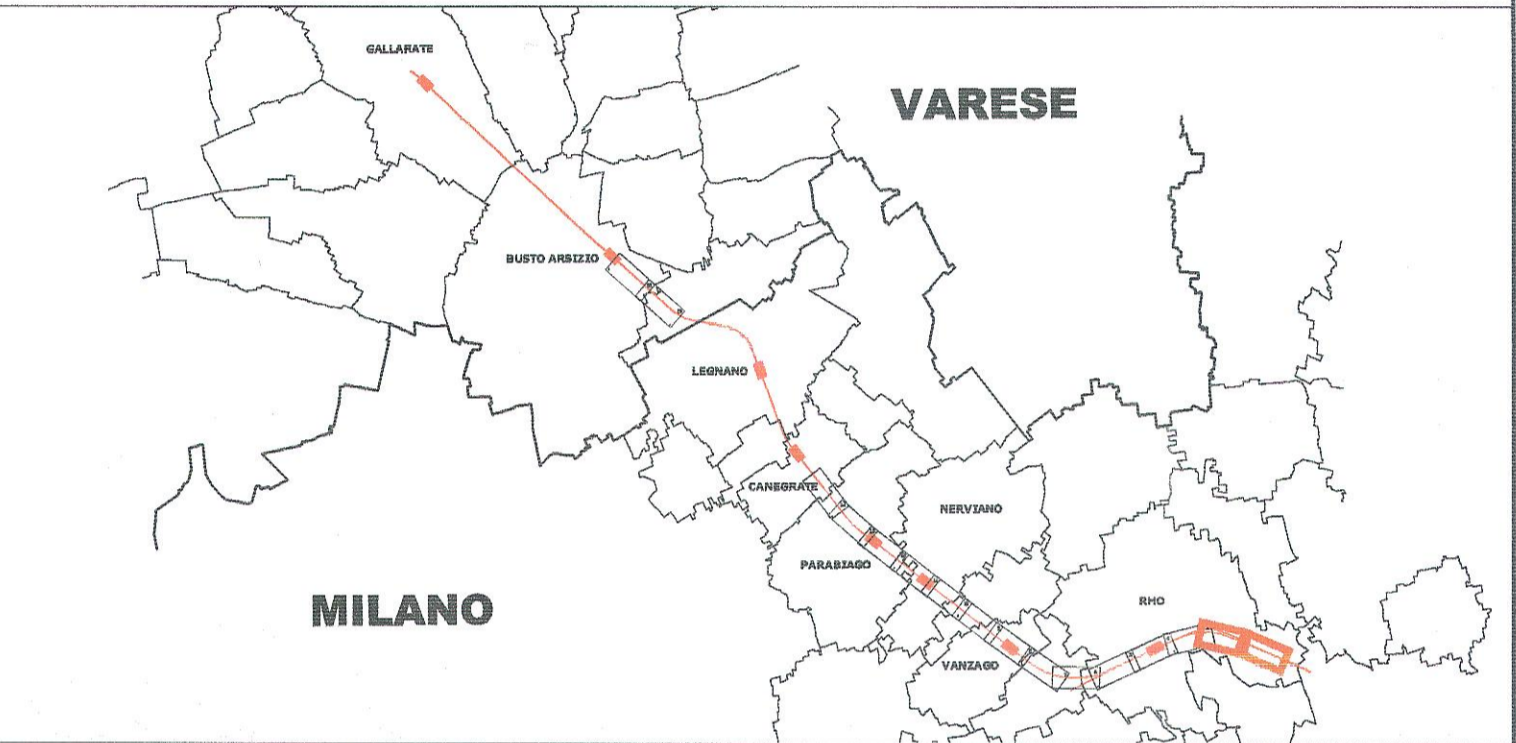 GALLARATE
VARESE
BUSTO ARSIZIO
LEGNANO
CANEGRATE
NERVIANO
PARABIAGO
RHO
MILANO
VANZAGO